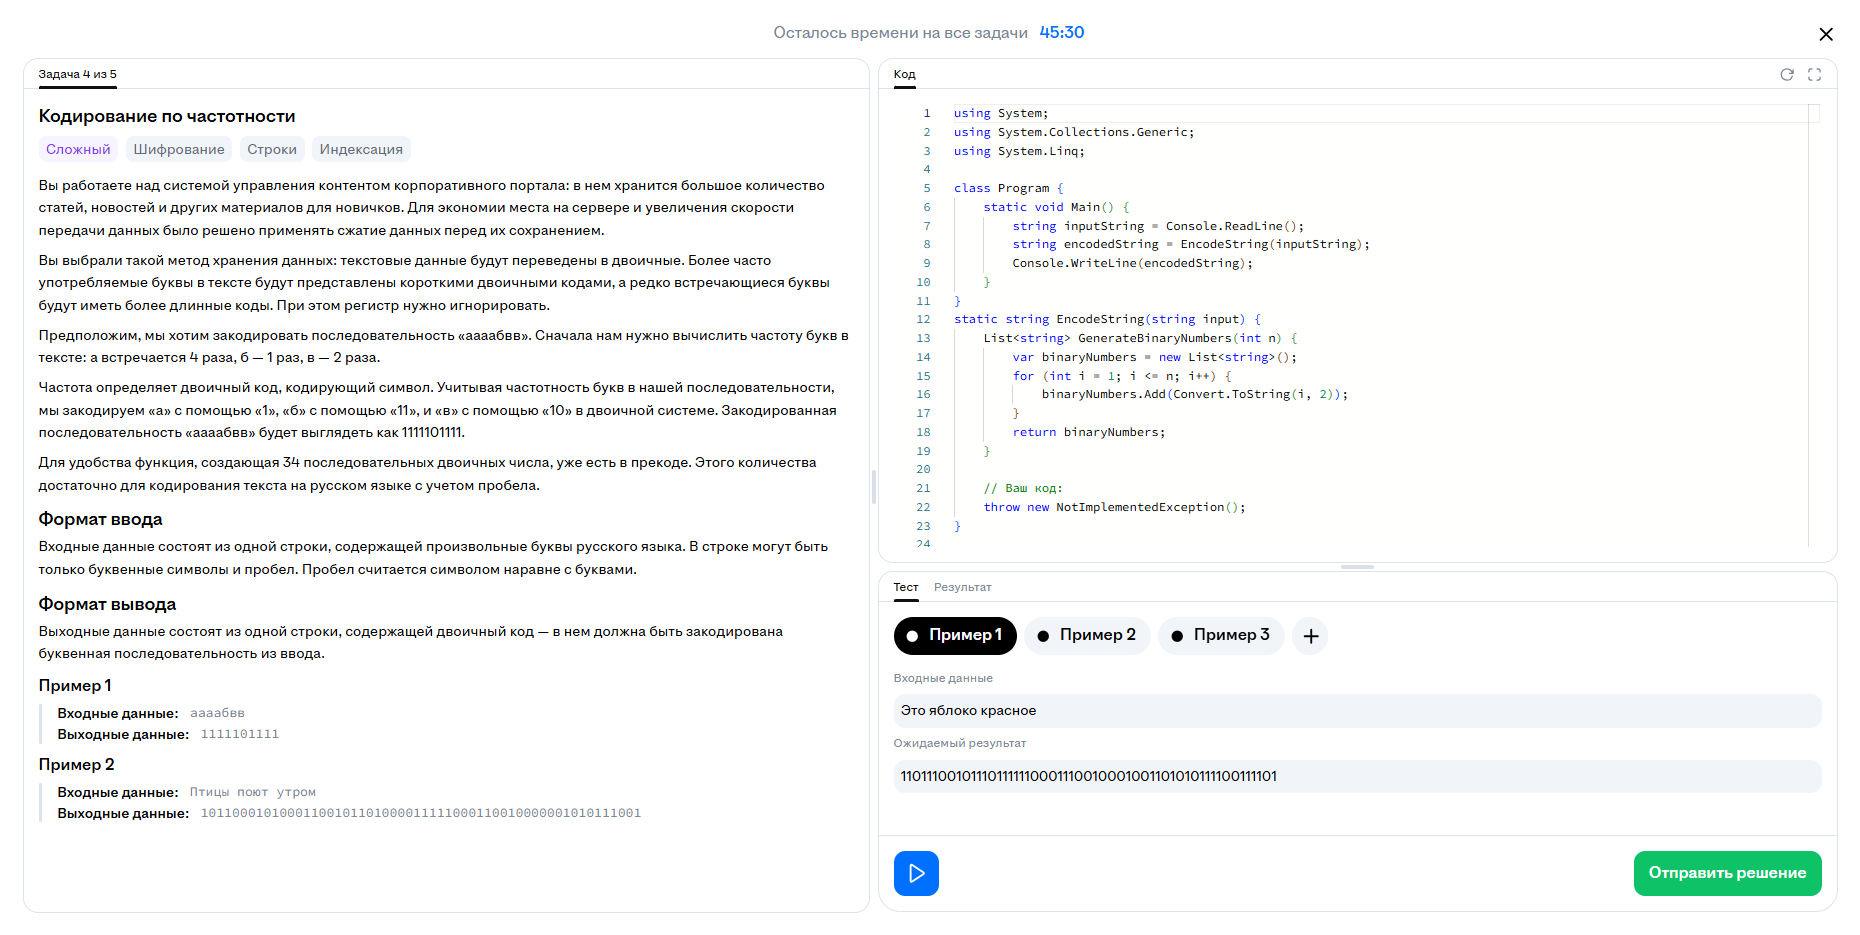 Осталось времени на все задачи 45:30
Задача 4 из 5
Кодирование по частотности
Сложный Шифрование Строки Индексация
Вы работаете над системой управления контентом корпоративного портала: в нем хранится большое количество
статей, новостей и других материалов для новичков. Для экономии места на сервере и увеличения скорости
передачи данных было решено применять сжатие данных перед их сохранением.
Вы выбрали такой метод хранения данных: текстовые данные будут переведены в двоичные. Более часто
употребляемые буквы в тексте будут представлены короткими двоичными кодами, а редко встречающиеся буквы
будут иметь более длинные коды. При этом регистр нужно игнорировать.
Предположим, мы хотим закодировать последовательность «аааабвв». Сначала нам нужно вычислить частоту букв в
тексте: а встречается 4 раза, б — 1 раз, в — 2 раза.
Частота определяет двоичный код, кодирующий символ. Учитывая частотность букв в нашей последовательности,
мы закодируем «а» с помощью «1», «б» с помощью «11», и «в» с помощью «10» в двоичной системе. Закодированная
последовательность «аааабвв» будет выглядеть как 1111101111.
Для удобства функция, создающая 34 последовательных двоичных числа, уже есть в прекоде. Этого количества
достаточно для кодирования текста на русском языке с учетом пробела.
Формат ввода
Входные данные состоят из одной строки, содержащей произвольные буквы русского языка. В строке могут быть
только буквенные символы и пробел. Пробел считается символом наравне с буквами.
Формат вывода
Выходные данные состоят из одной строки, содержащей двоичный код — в нем должна быть закодирована
буквенная последовательность из ввода.
Пример 1
Входные данные: аааабвв
Выходные данные: 1111101111
Пример 2
Входные данные: Птицы поют утром
Выходные данные: 10110001010001100101101000011111100011001000000101010111001
Код
1 using System;
2 using System.Collections.Generic;
3 using System.Linq;
4
5 class Program {
6 static void Main() {
7 string inputString = Console.ReadLine();
8 string encodedString = EncodeString(inputString);
9 Console.WriteLine(encodedString);
10 }
11 }
12 static string EncodeString(string input) {
13 List<string> GenerateBinaryNumbers(int n) {
14 var binaryNumbers = new List<string>();
15 for (int i = 1; i <= n; i++) {
16 binaryNumbers.Add(Convert.ToString(i, 2));
17 }
18 return binaryNumbers;
19 }
20
21 // Ваш код:
22 throw new NotImplementedException();
23 }
24
Тест Результат
Пример 1 Пример 2 Пример 3
Входные данные
Это яблоко красное
Ожидаемый результат
110111001011101111110001110010001001101010111100111101
Отправить решение